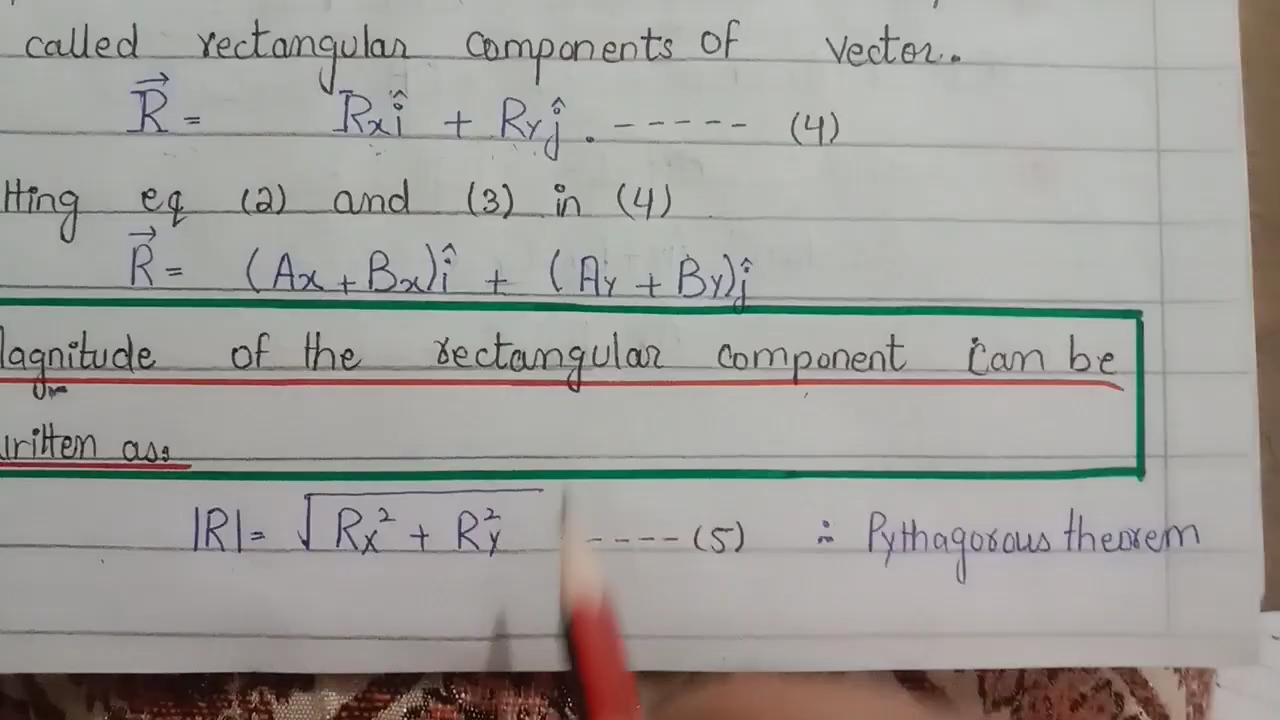 called rectangular components of vector.
R⃗ = Rxî + Ryĵ. ----- (4)
tting eq (2) and (3) in (4)
R⃗ = (Ax + Bx)î + (Ay + By)ĵ
agnitude of the rectangular component can be
written as:
|R| = √Rx² + Ry² ---- (5) ∴ Pythagorous theorem